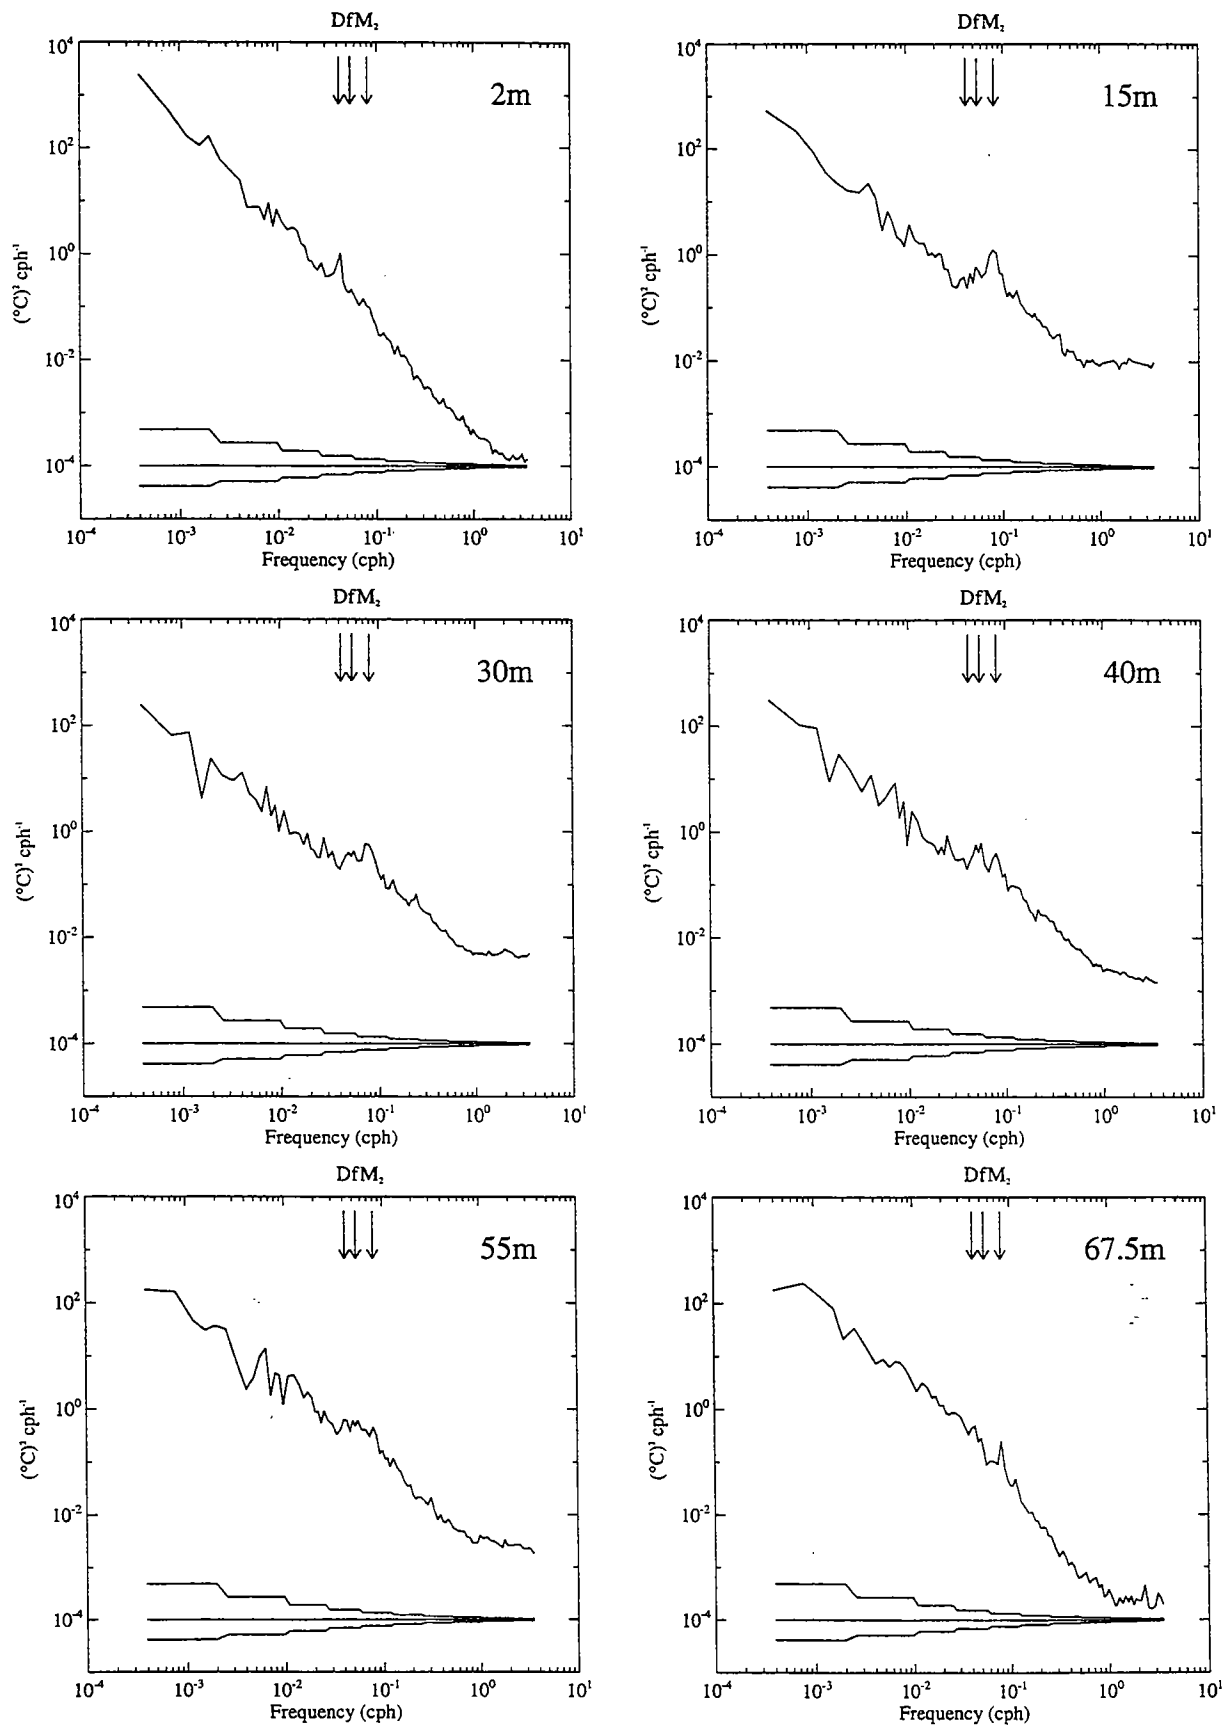 DfM₂ DfM₂
10⁴ 10⁴
2m 15m
10² 10²
10⁰ 10⁰
(°C)² cph⁻¹ (°C)² cph⁻¹
10⁻² 10⁻²
10⁻⁴ 10⁻⁴
10⁻⁴ 10⁻³ 10⁻² 10⁻¹ 10⁰ 10¹ 10⁻⁴ 10⁻³ 10⁻² 10⁻¹ 10⁰ 10¹
Frequency (cph) Frequency (cph)
DfM₂ DfM₂
10⁴ 10⁴
30m 40m
10² 10²
10⁰ 10⁰
(°C)² cph⁻¹ (°C)² cph⁻¹
10⁻² 10⁻²
10⁻⁴ 10⁻⁴
10⁻⁴ 10⁻³ 10⁻² 10⁻¹ 10⁰ 10¹ 10⁻⁴ 10⁻³ 10⁻² 10⁻¹ 10⁰ 10¹
Frequency (cph) Frequency (cph)
DfM₂ DfM₂
10⁴ 10⁴
55m 67.5m
10² 10²
10⁰ 10⁰
(°C)² cph⁻¹ (°C)² cph⁻¹
10⁻² 10⁻²
10⁻⁴ 10⁻⁴
10⁻⁴ 10⁻³ 10⁻² 10⁻¹ 10⁰ 10¹ 10⁻⁴ 10⁻³ 10⁻² 10⁻¹ 10⁰ 10¹
Frequency (cph) Frequency (cph)